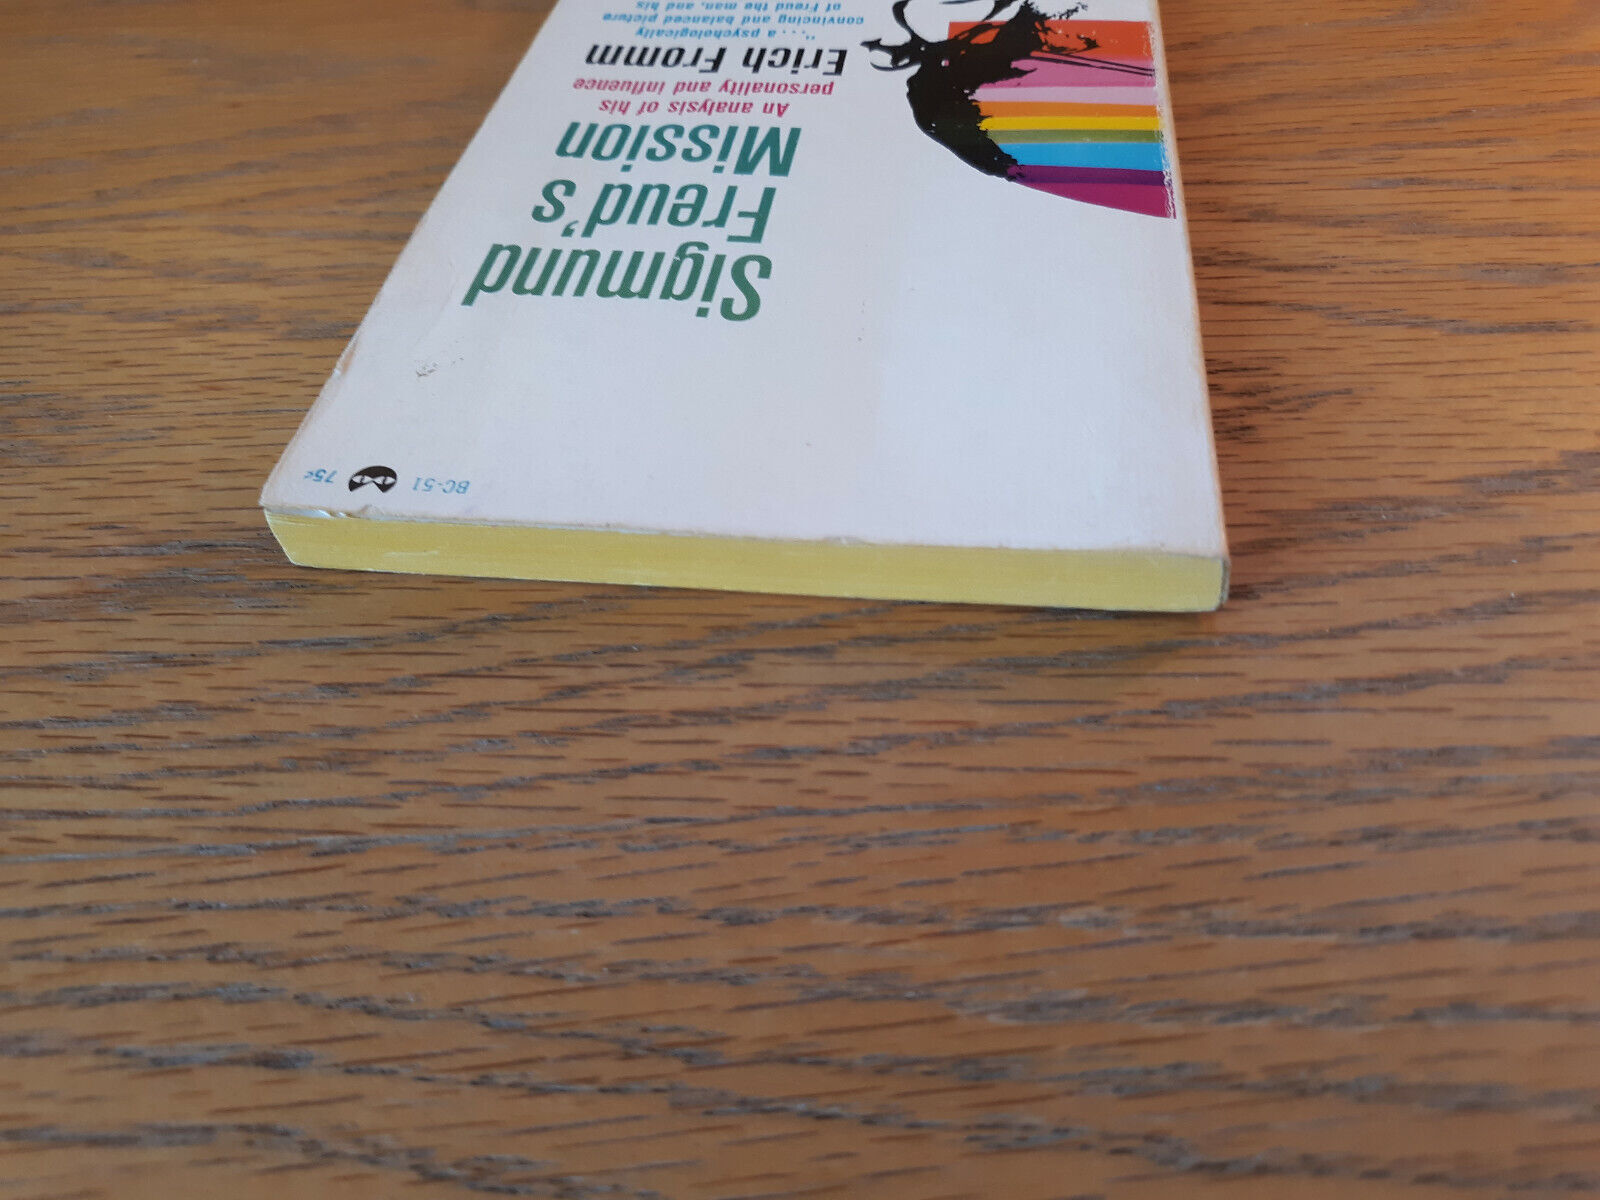 BC-51 75¢
Sigmund
Freud's
Mission
An analysis of his
personality and influence
Erich Fromm
"...a psychologically
convincing and balanced picture
of Freud the man, and his